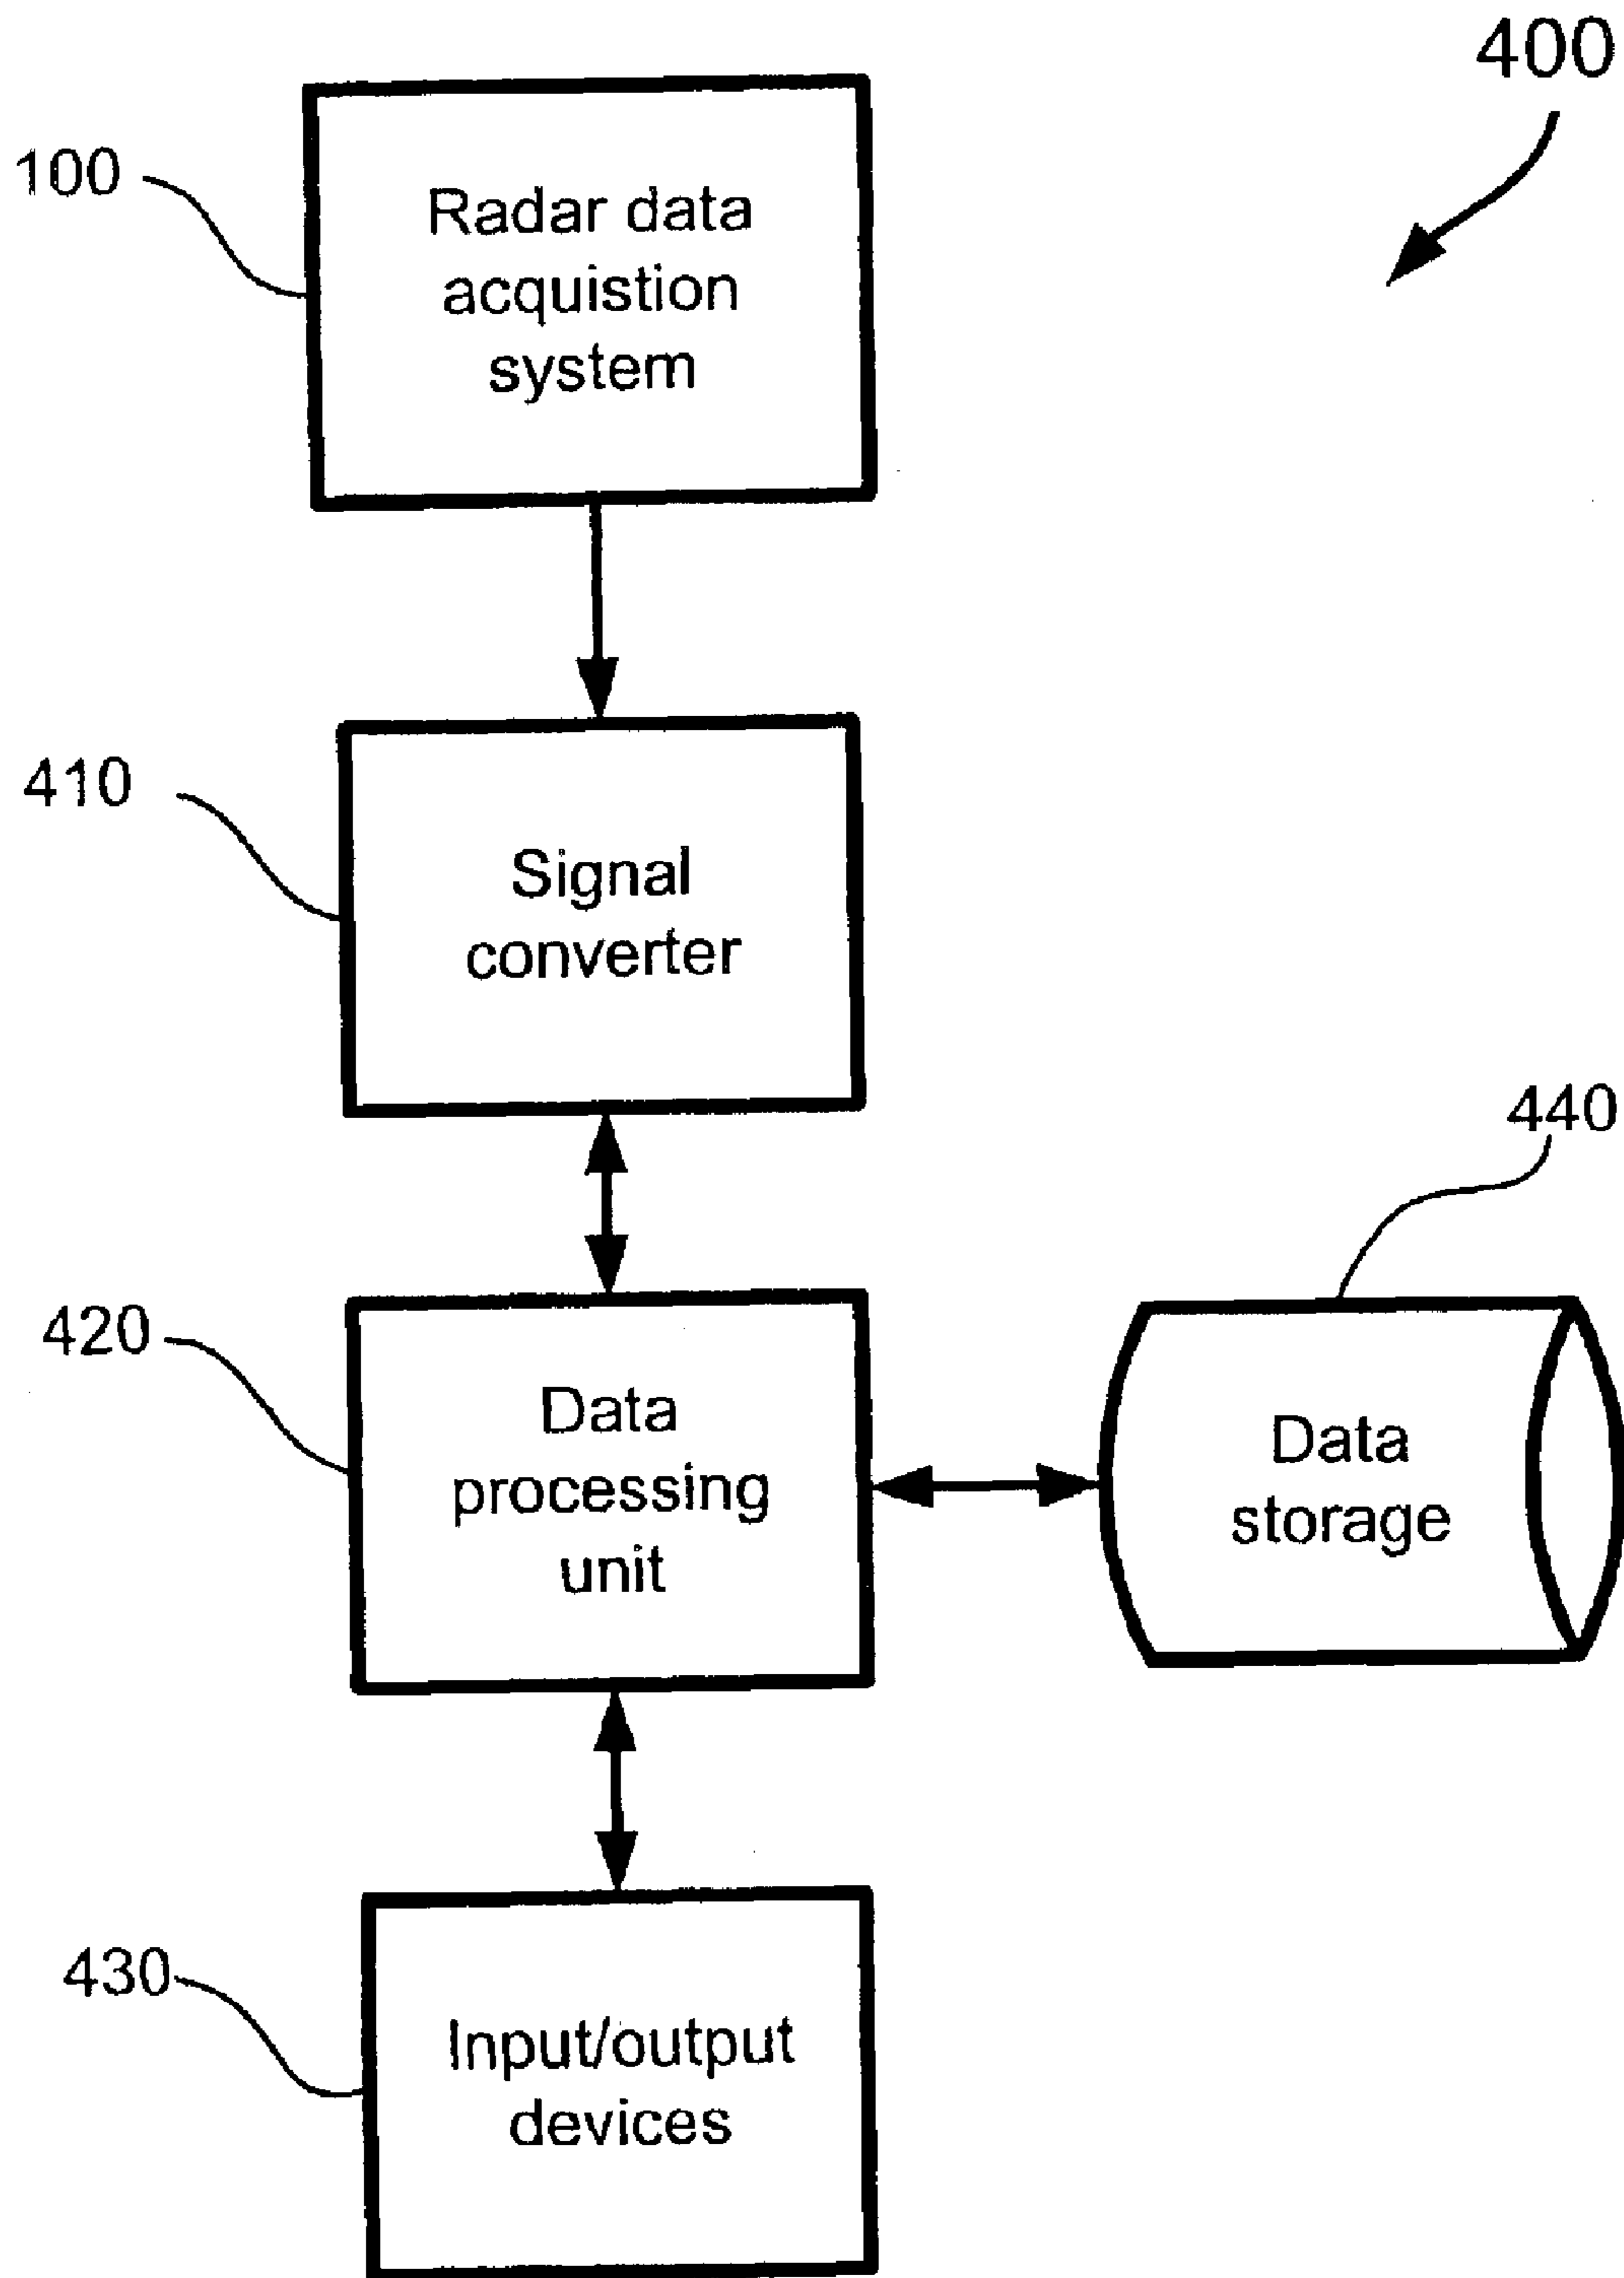 400
100
Radar data
acquistion
system
410
Signal
converter
440
420
Data
processing
unit
Data
storage
430
Input/output
devices